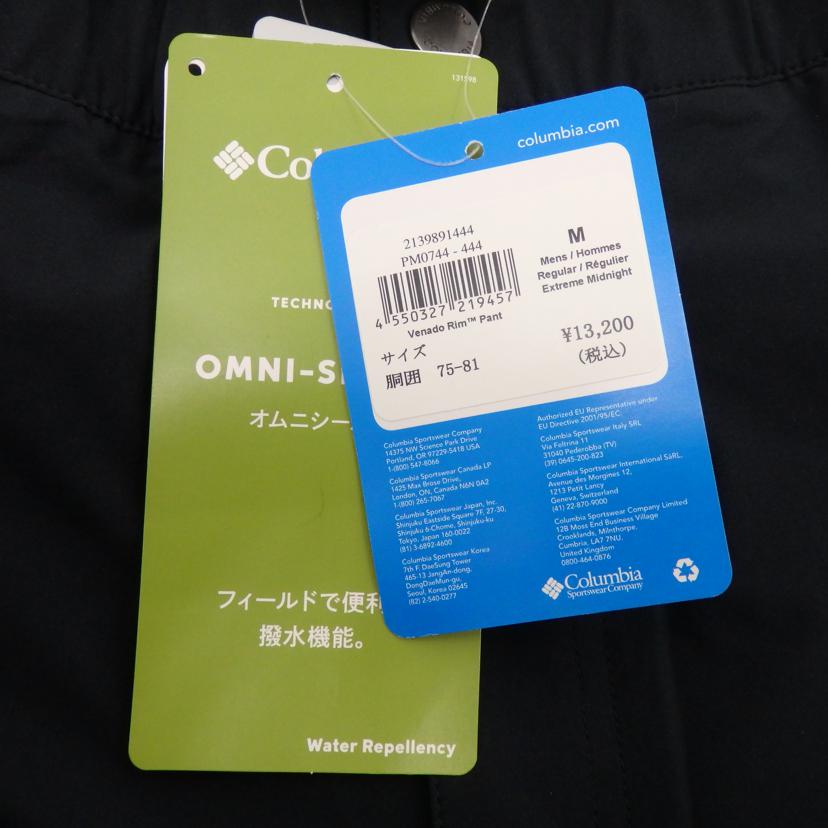 131598
Col
TECHNO
OMNI-S
オムニシー
フィールドで便利
撥水機能。
Water Repellency
columbia.com
2139891444
PM0744 - 444
4 550327 219457
Venado Rim™ Pant
サイズ
胴囲 75-81
M
Mens / Hommes
Regular / Régulier
Extreme Midnight
¥13,200
(税込)
Columbia Sportswear Company
14375 NW Science Park Drive
Portland, OR 97229-5418 USA
1-(800) 547-8066
Columbia Sportswear Canada LP
1425 Max Brose Drive,
London, ON, Canada N6N 0A2
1-(800) 265-7067
Columbia Sportswear Japan, Inc.
Shinjuku Eastside Square 7F, 27-30,
Shinjuku 6-Chome, Shinjuku-ku
Tokyo, Japan 160-0022
(81) 3-6892-4600
Columbia Sportswear Korea
7th F. DaeSung Tower
465-13 JangAn-dong,
DongDaeMun-gu,
Seoul, Korea 02645
(82) 2-540-0277
Authorized EU Representative under
EU Directive 2001/95/EC:
Columbia Sportswear Italy SRL
Via Feltrina 11
31040 Pederobba (TV)
(39) 0645-200-823
Columbia Sportswear International SàRL,
Avenue des Morgines 12,
1213 Petit Lancy
Geneva, Switzerland
(41) 22-870-9000
Columbia Sportswear Company Limited
12B Moss End Business Village
Crooklands, Milnthorpe,
Cumbria, LA7 7NU,
United Kingdom
0800-464-0876
Columbia
Sportswear Company